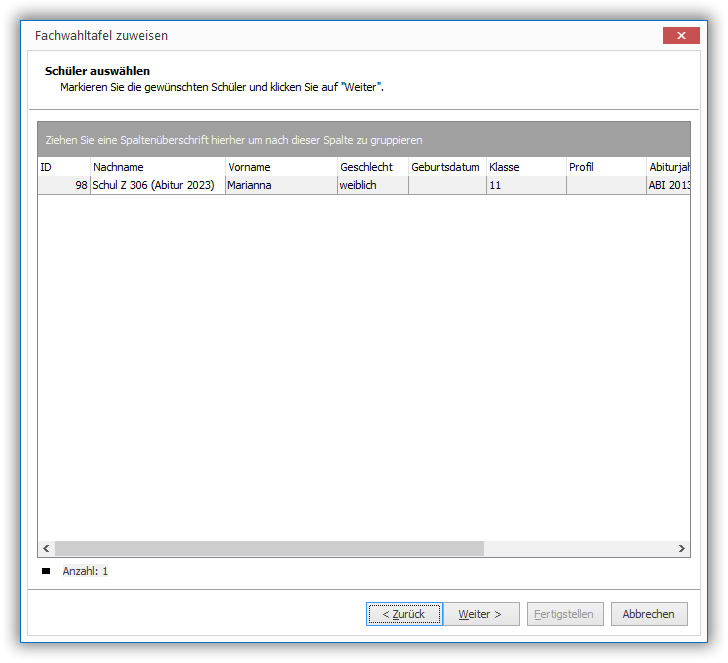 Fachwahltafel zuweisen
Schüler auswählen
Markieren Sie die gewünschten Schüler und klicken Sie auf "Weiter".
Ziehen Sie eine Spaltenüberschrift hierher um nach dieser Spalte zu gruppieren
ID Nachname Vorname Geschlecht Geburtsdatum Klasse Profil Abiturjah
98 Schul Z 306 (Abitur 2023) Marianna weiblich 11 ABI 2013
Anzahl: 1
< Zurück Weiter > Fertigstellen Abbrechen